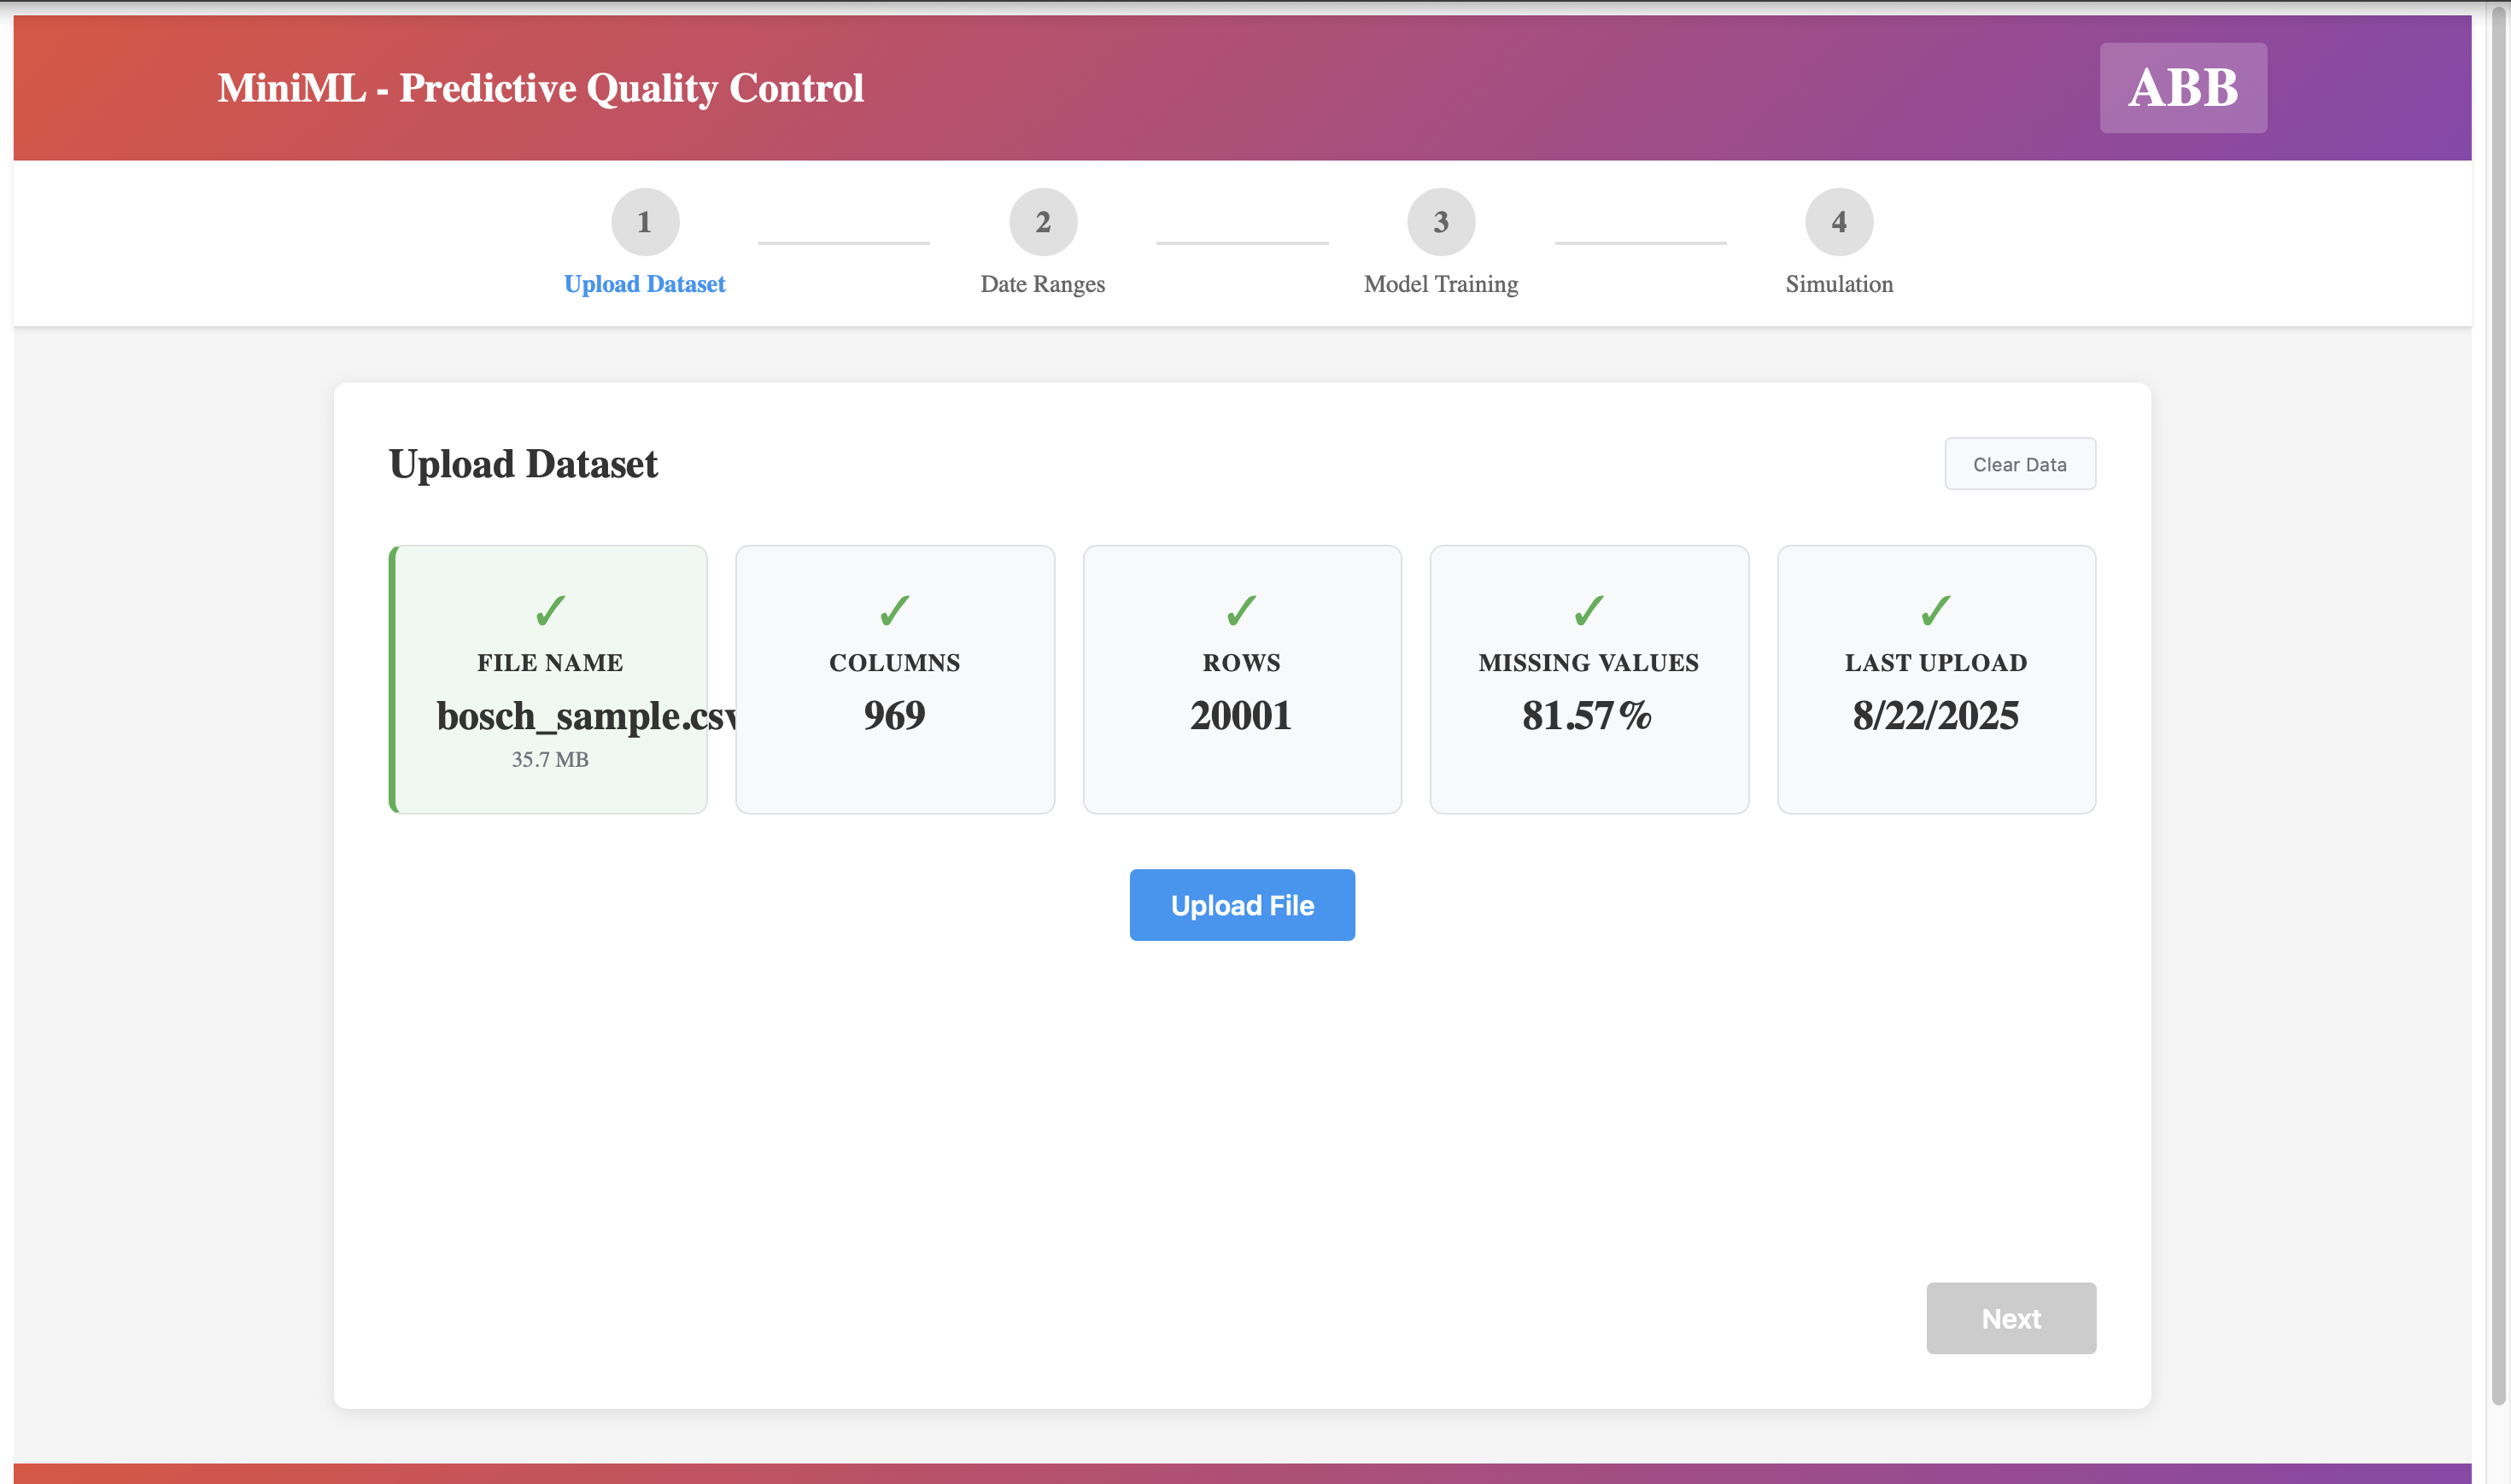 MiniML - Predictive Quality Control
ABB
1
2
3
4
Upload Dataset
Date Ranges
Model Training
Simulation
Upload Dataset
Clear Data
✓
✓
✓
✓
✓
FILE NAME
COLUMNS
ROWS
MISSING VALUES
LAST UPLOAD
bosch_sample.csv
969
20001
81.57%
8/22/2025
35.7 MB
Upload File
Next